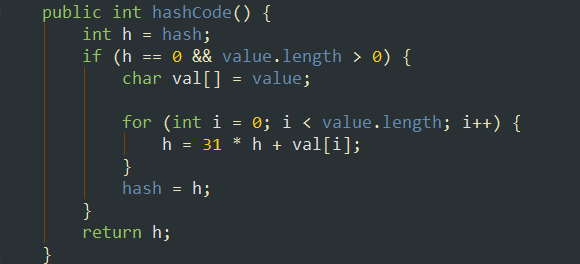 public int hashCode() {
int h = hash;
if (h == 0 && value.length > 0) {
char val[] = value;
for (int i = 0; i < value.length; i++) {
h = 31 * h + val[i];
}
hash = h;
}
return h;
}